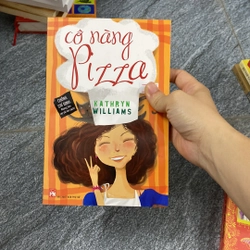 cô nàng
Pizza
KATHRYN
WILLIAMS